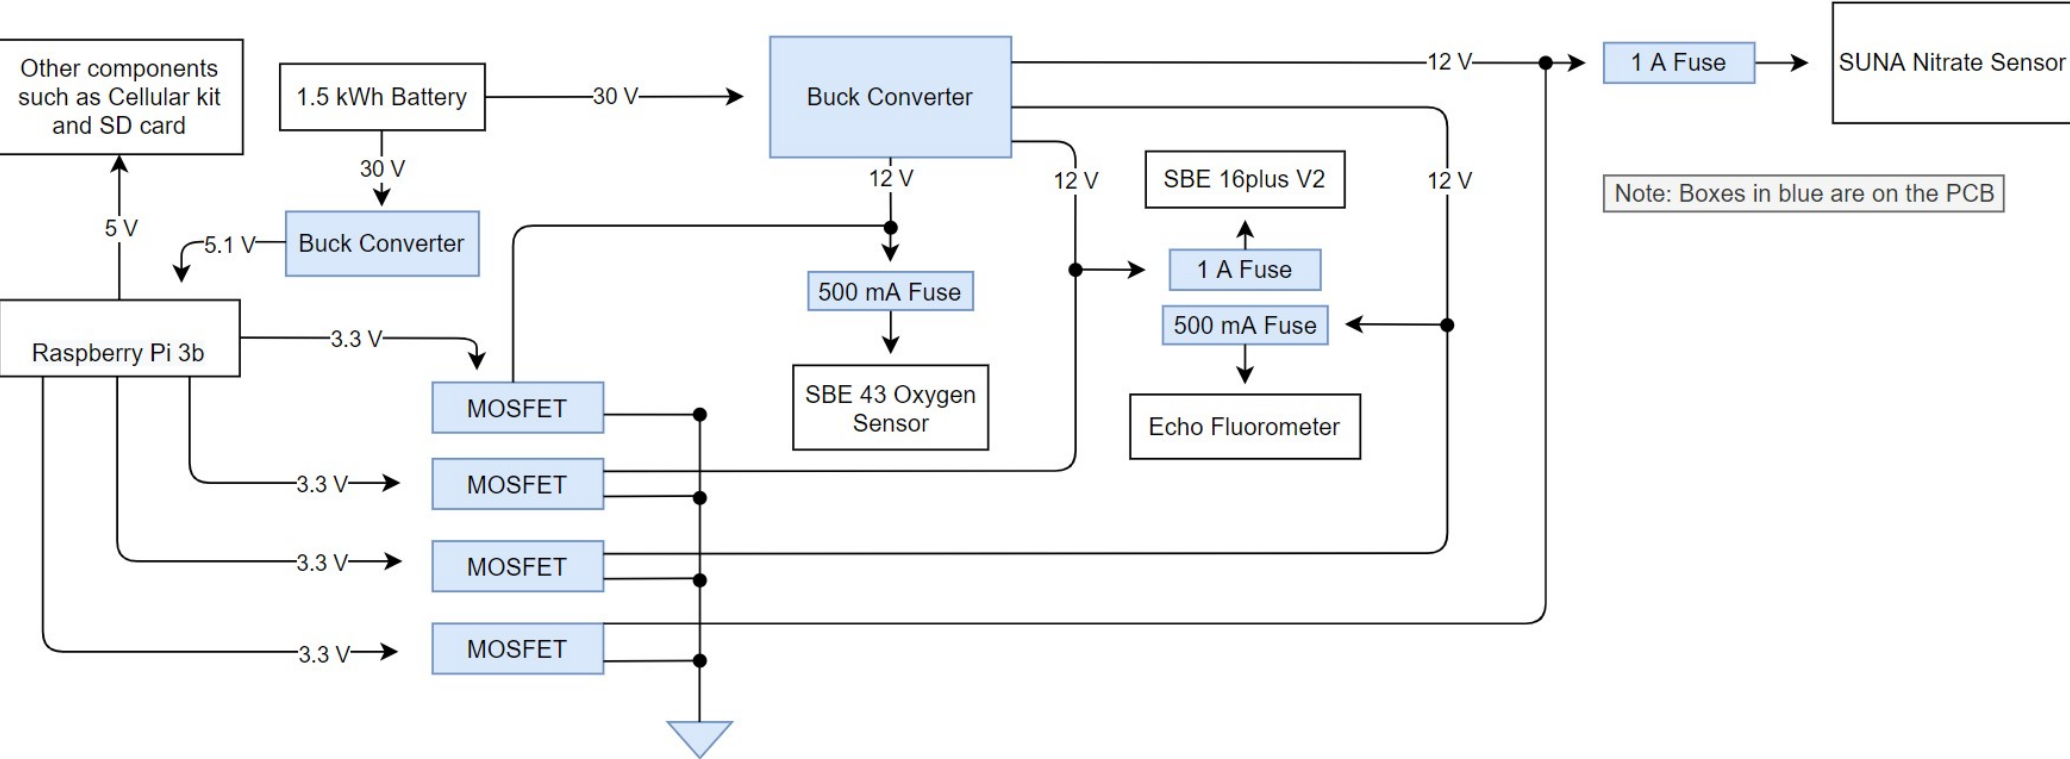 Other components
such as Cellular kit
and SD card
1.5 kWh Battery
30 V
Buck Converter
12 V
1 A Fuse
SUNA Nitrate Sensor
30 V
12 V
12 V
SBE 16plus V2
12 V
Note: Boxes in blue are on the PCB
5 V
5.1 V
Buck Converter
1 A Fuse
500 mA Fuse
500 mA Fuse
Raspberry Pi 3b
3.3 V
MOSFET
SBE 43 Oxygen
Sensor
Echo Fluorometer
3.3 V
MOSFET
3.3 V
MOSFET
3.3 V
MOSFET